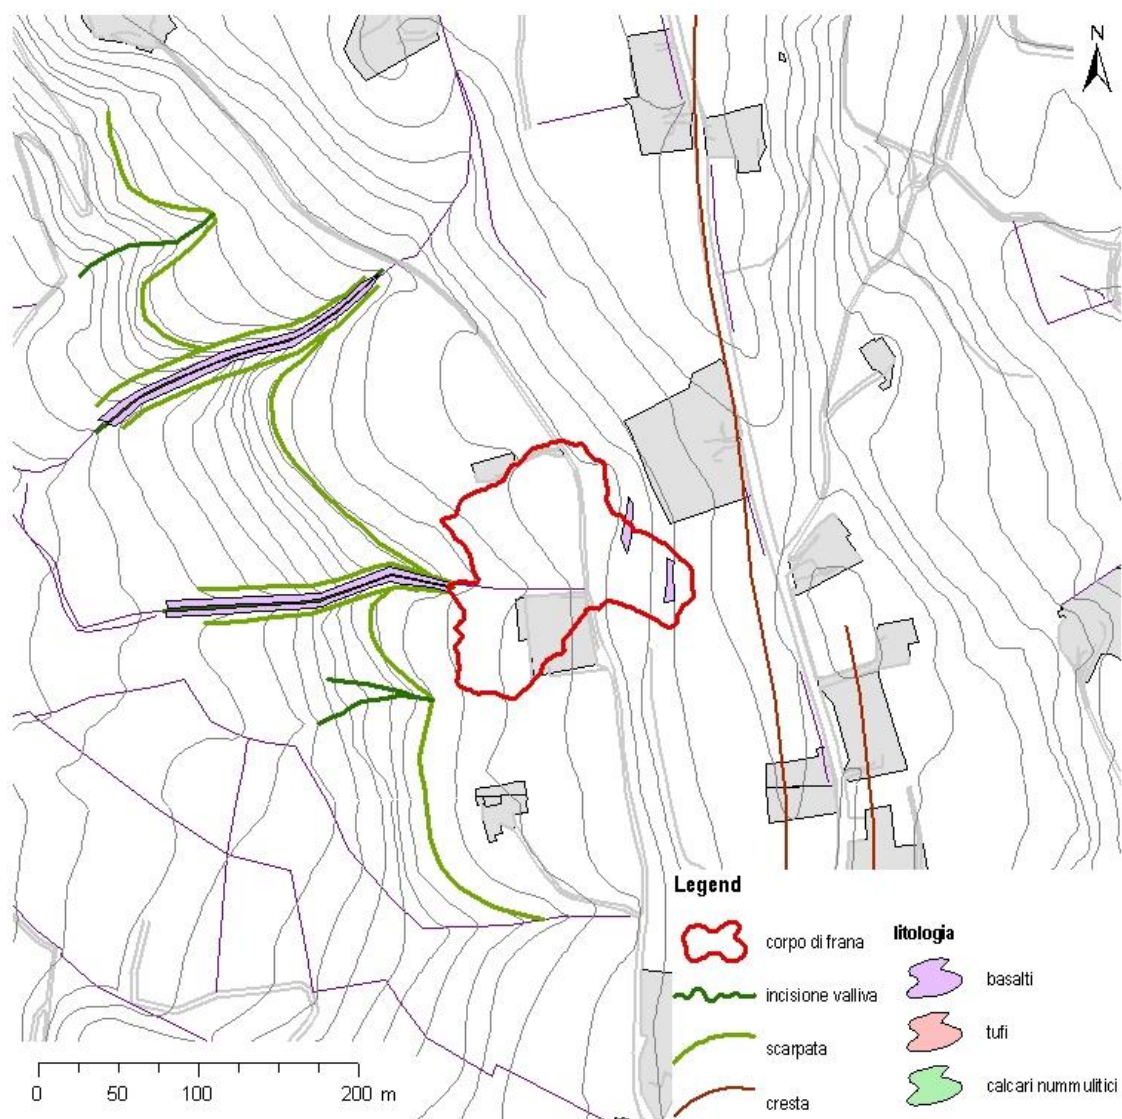 N
Legend
corpo di frana
incisione valliva
scarpata
cresta
litologia
basalti
tufi
calcari nummulitici
0 50 100 200 m